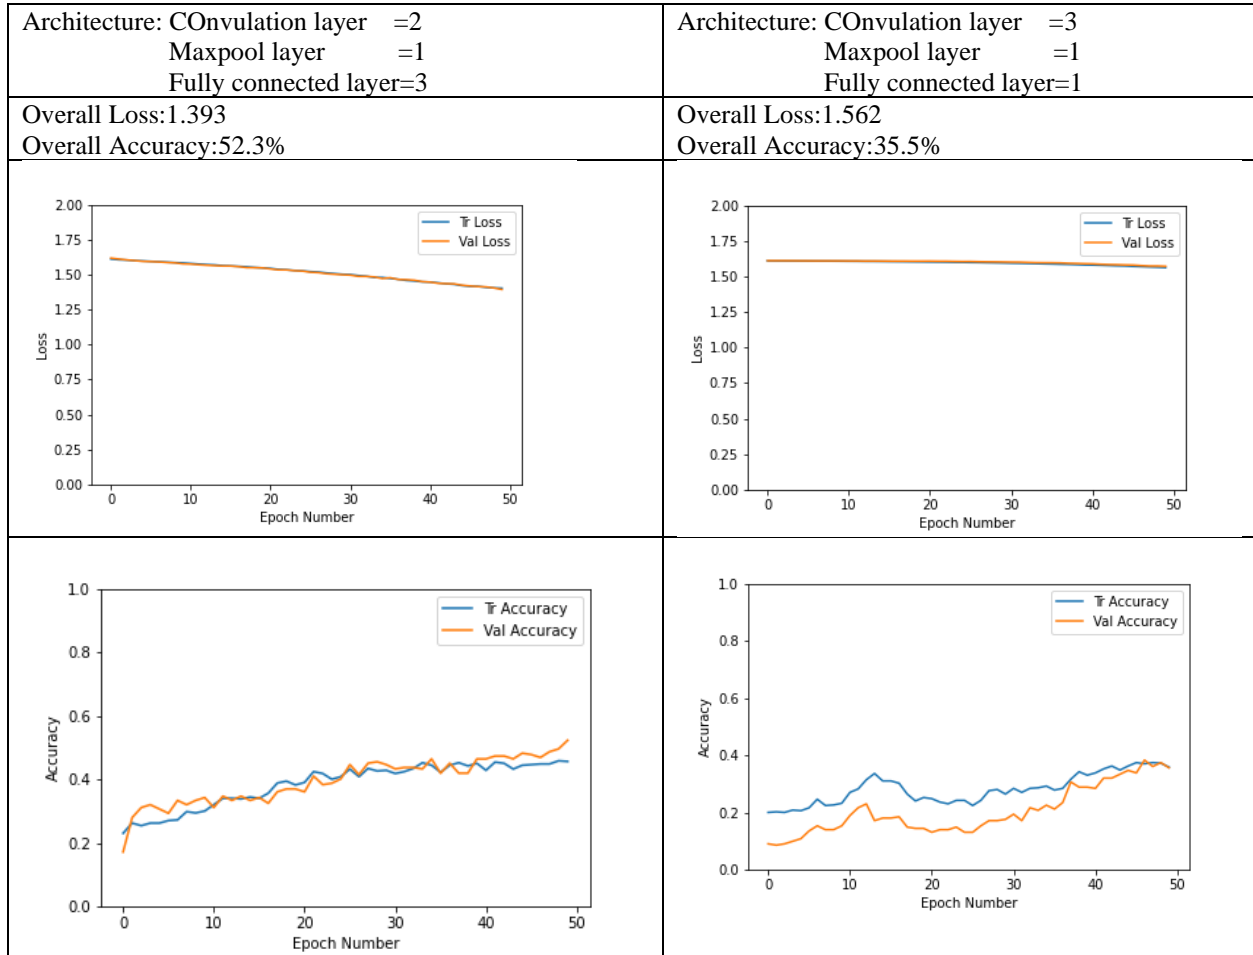 Architecture: COnvulation layer =2
Maxpool layer =1
Fully connected layer=3
Architecture: COnvulation layer =3
Maxpool layer =1
Fully connected layer=1
Overall Loss:1.393
Overall Accuracy:52.3%
Overall Loss:1.562
Overall Accuracy:35.5%
2.00
1.75
1.50
1.25
1.00
0.75
0.50
0.25
0.00
Loss
Tr Loss
Val Loss
0 10 20 30 40 50
Epoch Number
2.00
1.75
1.50
1.25
1.00
0.75
0.50
0.25
0.00
Loss
Tr Loss
Val Loss
0 10 20 30 40 50
Epoch Number
1.0
0.8
0.6
0.4
0.2
0.0
Accuracy
Tr Accuracy
Val Accuracy
0 10 20 30 40 50
Epoch Number
1.0
0.8
0.6
0.4
0.2
0.0
Accuracy
Tr Accuracy
Val Accuracy
0 10 20 30 40 50
Epoch Number